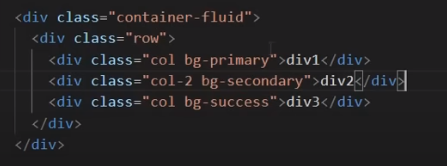 <div class="container-fluid">
<div class="row">
<div class="col bg-primary">div1</div>
<div class="col-2 bg-secondary">div2</div>
<div class="col bg-success">div3</div>
</div>
</div>